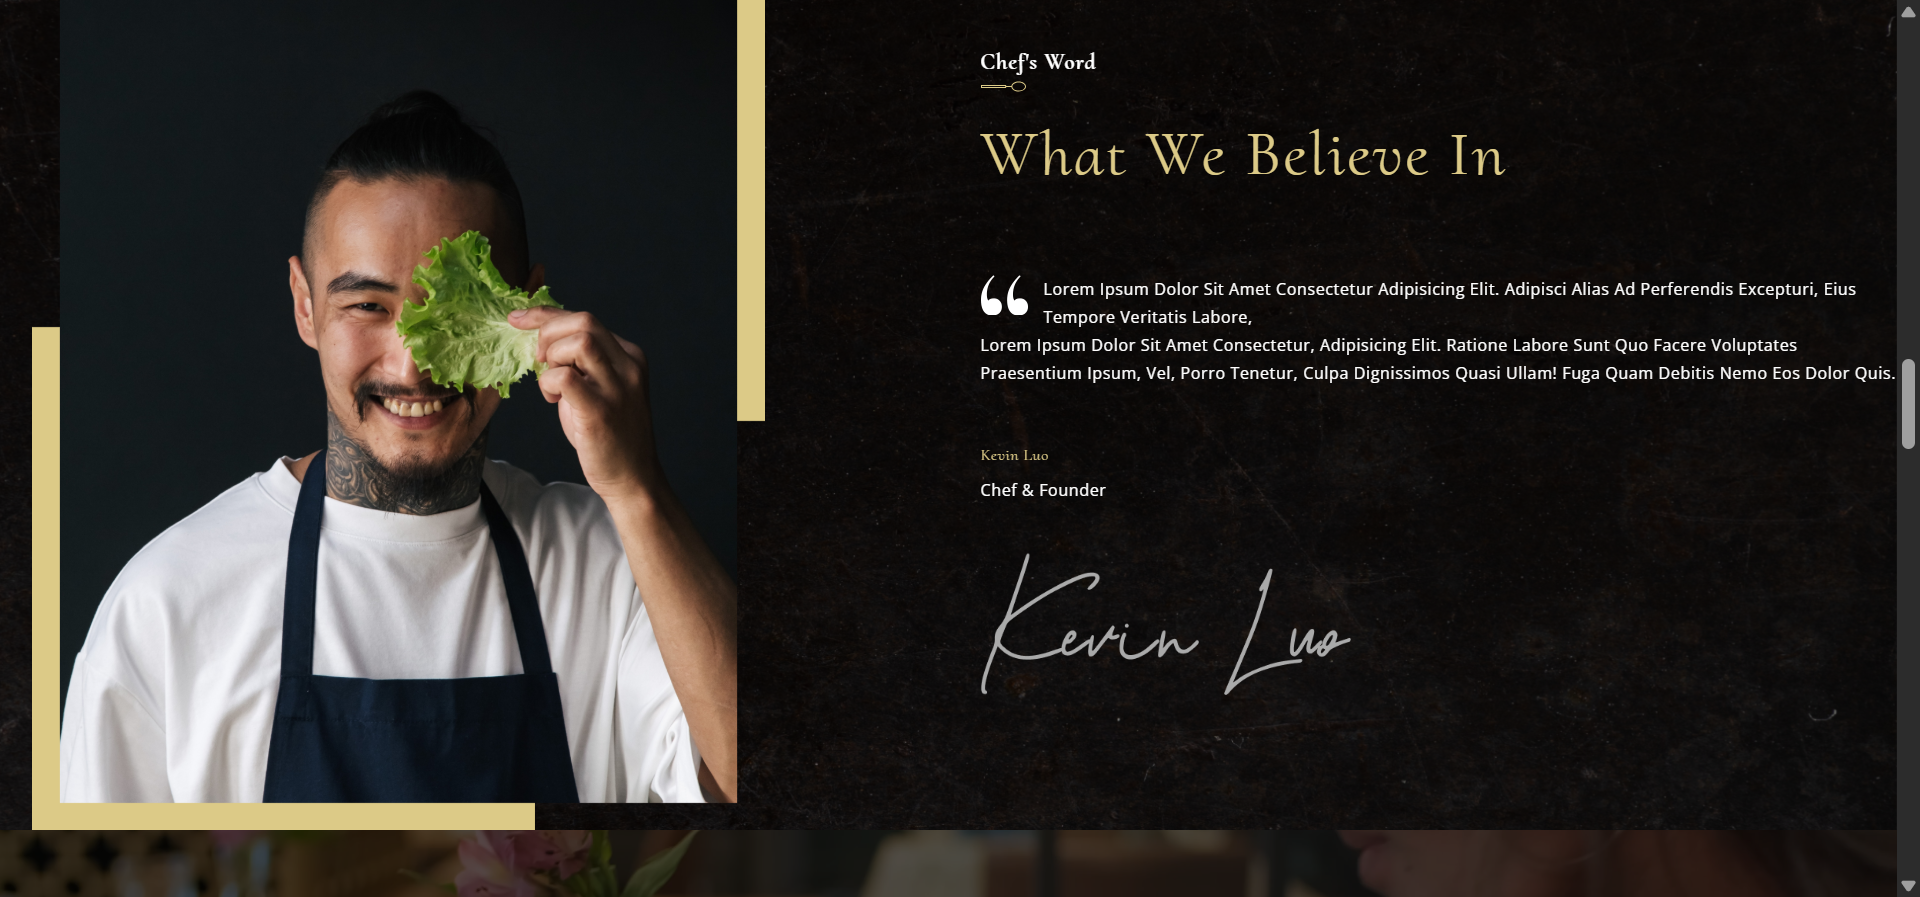 Chef's Word
What We Believe In
“ Lorem Ipsum Dolor Sit Amet Consectetur Adipisicing Elit. Adipisci Alias Ad Perferendis Excepturi, Eius
Tempore Veritatis Labore,
Lorem Ipsum Dolor Sit Amet Consectetur, Adipisicing Elit. Ratione Labore Sunt Quo Facere Voluptates
Praesentium Ipsum, Vel, Porro Tenetur, Culpa Dignissimos Quasi Ullam! Fuga Quam Debitis Nemo Eos Dolor Quis.
Kevin Luo
Chef & Founder
Kevin Luo